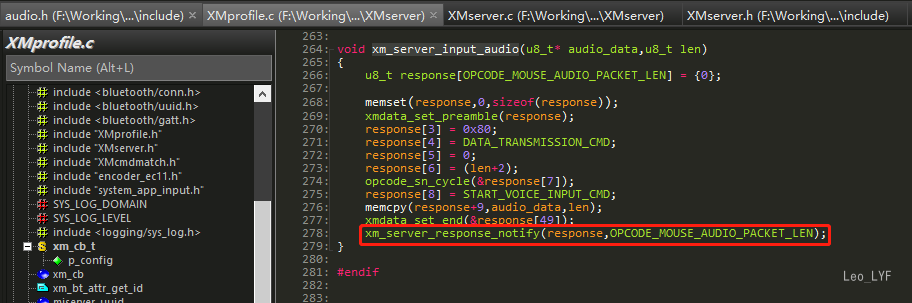 audio.h (F:\Working\...\include) ×
XMprofile.c (F:\Working\...\XMserver) ×
XMserver.c (F:\Working\...\XMserver)
XMserver.h (F:\Working\...\include)
XMprofile.c
Symbol Name (Alt+L)
include <bluetooth/conn.h>
include <bluetooth/uuid.h>
include <bluetooth/gatt.h>
include "XMprofile.h"
include "XMserver.h"
include "XMcmdmatch.h"
include "encoder_ec11.h"
include "system_app_input.h"
SYS_LOG_DOMAIN
SYS_LOG_LEVEL
include <logging/sys_log.h>
xm_cb_t
p_config
xm_cb
xm_bt_attr_get_id
miserver_uuid
263:
264: void xm_server_input_audio(u8_t* audio_data,u8_t len)
265: {
266: u8_t response[OPCODE_MOUSE_AUDIO_PACKET_LEN] = {0};
267:
268: memset(response,0,sizeof(response));
269: xmdata_set_preamble(response);
270: response[3] = 0x80;
271: response[4] = DATA_TRANSMISSION_CMD;
272: response[5] = 0;
273: response[6] = (len+2);
274: opcode_sn_cycle(&response[7]);
275: response[8] = START_VOICE_INPUT_CMD;
276: memcpy(response+9,audio_data,len);
277: xmdata_set_end(&response[49]);
278: xm_server_response_notify(response,OPCODE_MOUSE_AUDIO_PACKET_LEN);
279: }
280:
281: #endif
282:
283:
Leo_LYF